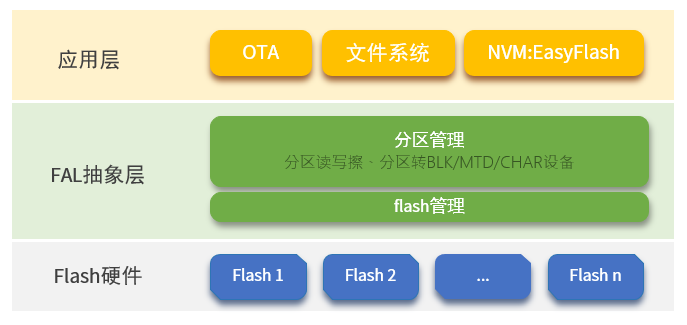 应用层
OTA
文件系统
NVM:EasyFlash
FAL抽象层
分区管理
分区读写擦 · 分区转BLK/MTD/CHAR设备
flash管理
Flash硬件
Flash 1
Flash 2
...
Flash n